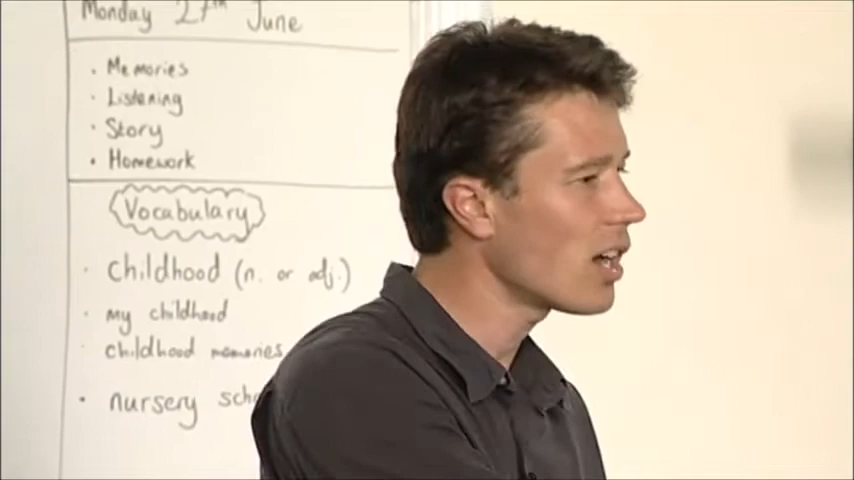 Monday 27th June
• Memories
• Listening
• Story
• Homework
Vocabulary
• childhood (n. or adj.)
• my childhood
• childhood memories
• nursery